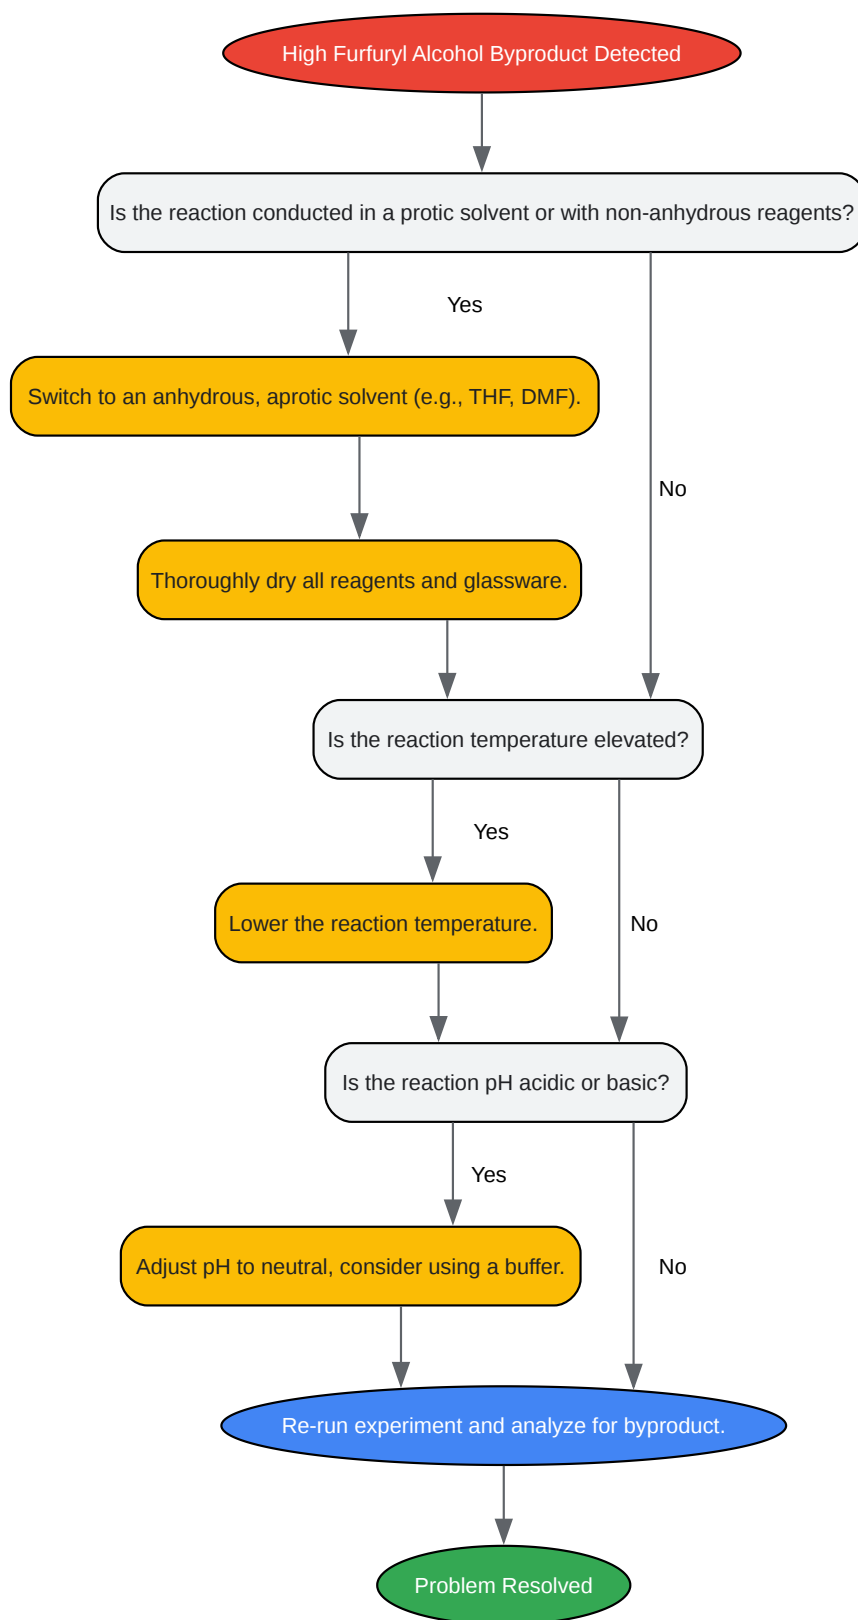 High Furfuryl Alcohol Byproduct Detected
Is the reaction conducted in a protic solvent or with non-anhydrous reagents?
Yes
Switch to an anhydrous, aprotic solvent (e.g., THF, DMF).
No
Thoroughly dry all reagents and glassware.
Is the reaction temperature elevated?
Yes
Lower the reaction temperature.
No
Is the reaction pH acidic or basic?
Yes
Adjust pH to neutral, consider using a buffer.
No
Re-run experiment and analyze for byproduct.
Problem Resolved